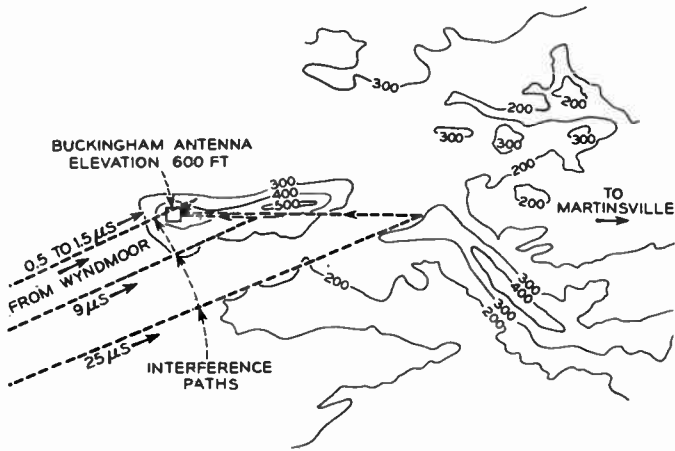 300
200
200
300
300
300
200
BUCKINGHAM ANTENNA
ELEVATION 600 FT
300
400
500
200
TO
MARTINSVILLE
0.5 TO 1.5 µS
FROM WYNDMOOR
9 µS
200
300
400
300
200
25 µS
INTERFERENCE
PATHS